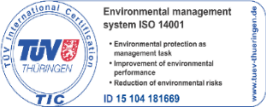 TÜV International Certification
TÜV
THÜRINGEN
TIC
Environmental management
system ISO 14001
• Environmental protection as
management task
• Improvement of environmental
performance
• Reduction of environmental risks
ID 15 104 181669
www.tuev-thueringen.de